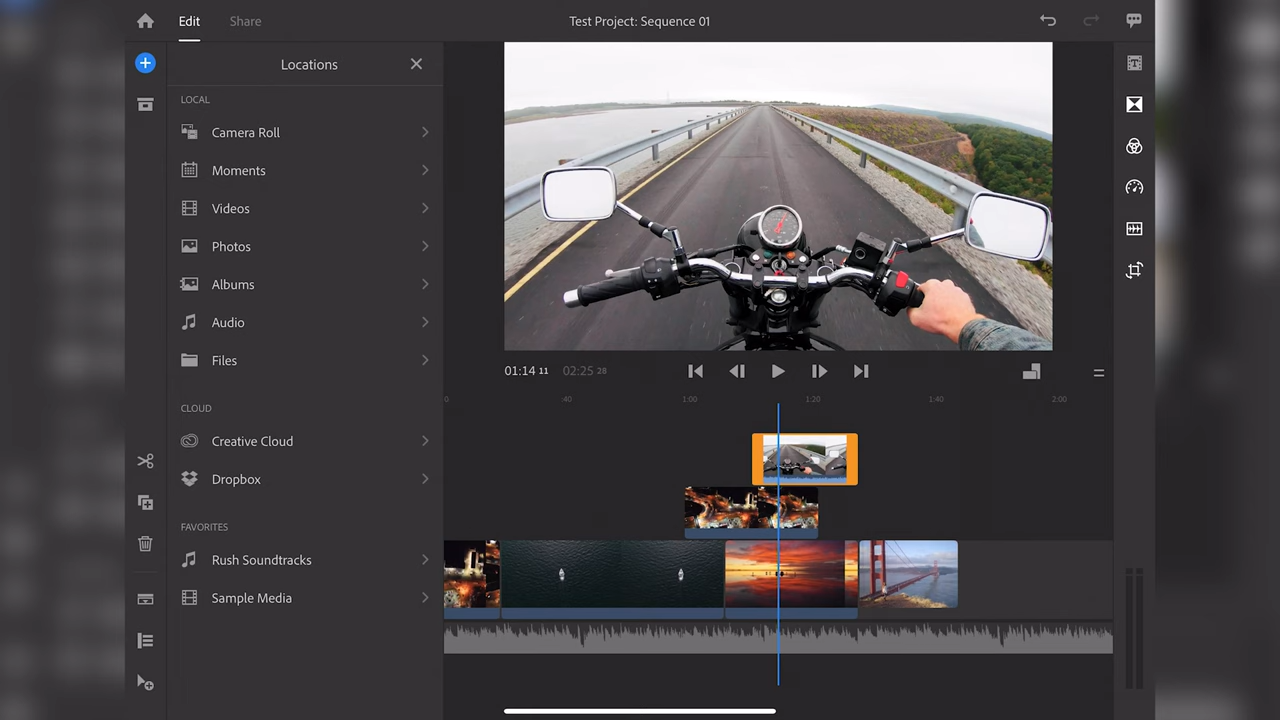 Edit
Share
Test Project: Sequence 01
Locations
LOCAL
Camera Roll
Moments
Videos
Photos
Albums
Audio
Files
CLOUD
Creative Cloud
Dropbox
FAVORITES
Rush Soundtracks
Sample Media
01:14 11
02:25 28
0
:40
1:00
1:20
1:40
2:00